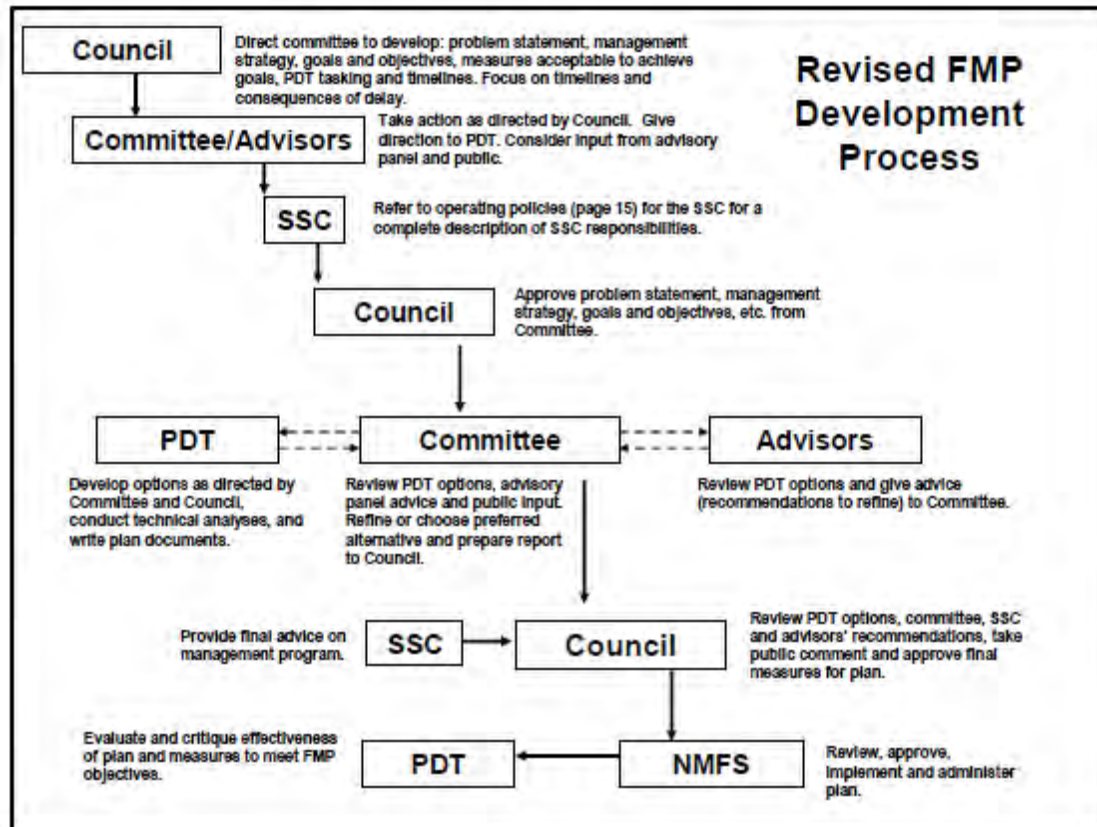 Council
Direct committee to develop: problem statement, management
strategy, goals and objectives, measures acceptable to achieve
goals, PDT tasking and timelines. Focus on timelines and
consequences of delay.
Revised FMP
Development
Process
Committee/Advisors
Take action as directed by Council. Give
direction to PDT. Consider input from advisory
panel and public.
SSC
Refer to operating policies (page 15) for the SSC for a
complete description of SSC responsibilities.
Council
Approve problem statement, management
strategy, goals and objectives, etc. from
Committee.
PDT
Committee
Advisors
Develop options as directed by
Committee and Council,
conduct technical analyses, and
write plan documents.
Review PDT options, advisory
panel advice and public input.
Refine or choose preferred
alternative and prepare report
to Council.
Review PDT options and give advice
(recommendations to refine) to Committee.
Provide final advice on
management program.
SSC
Council
Review PDT options, committee, SSC
and advisors' recommendations, take
public comment and approve final
measures for plan.
Evaluate and critique effectiveness
of plan and measures to meet FMP
objectives.
PDT
NMFS
Review, approve,
implement and administer
plan.